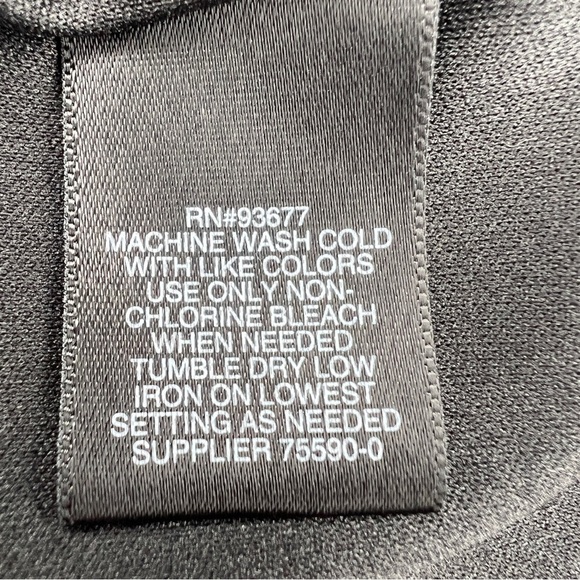 RN#93677
MACHINE WASH COLD
WITH LIKE COLORS
USE ONLY NON-
CHLORINE BLEACH
WHEN NEEDED
TUMBLE DRY LOW
IRON ON LOWEST
SETTING AS NEEDED
SUPPLIER 75590-0